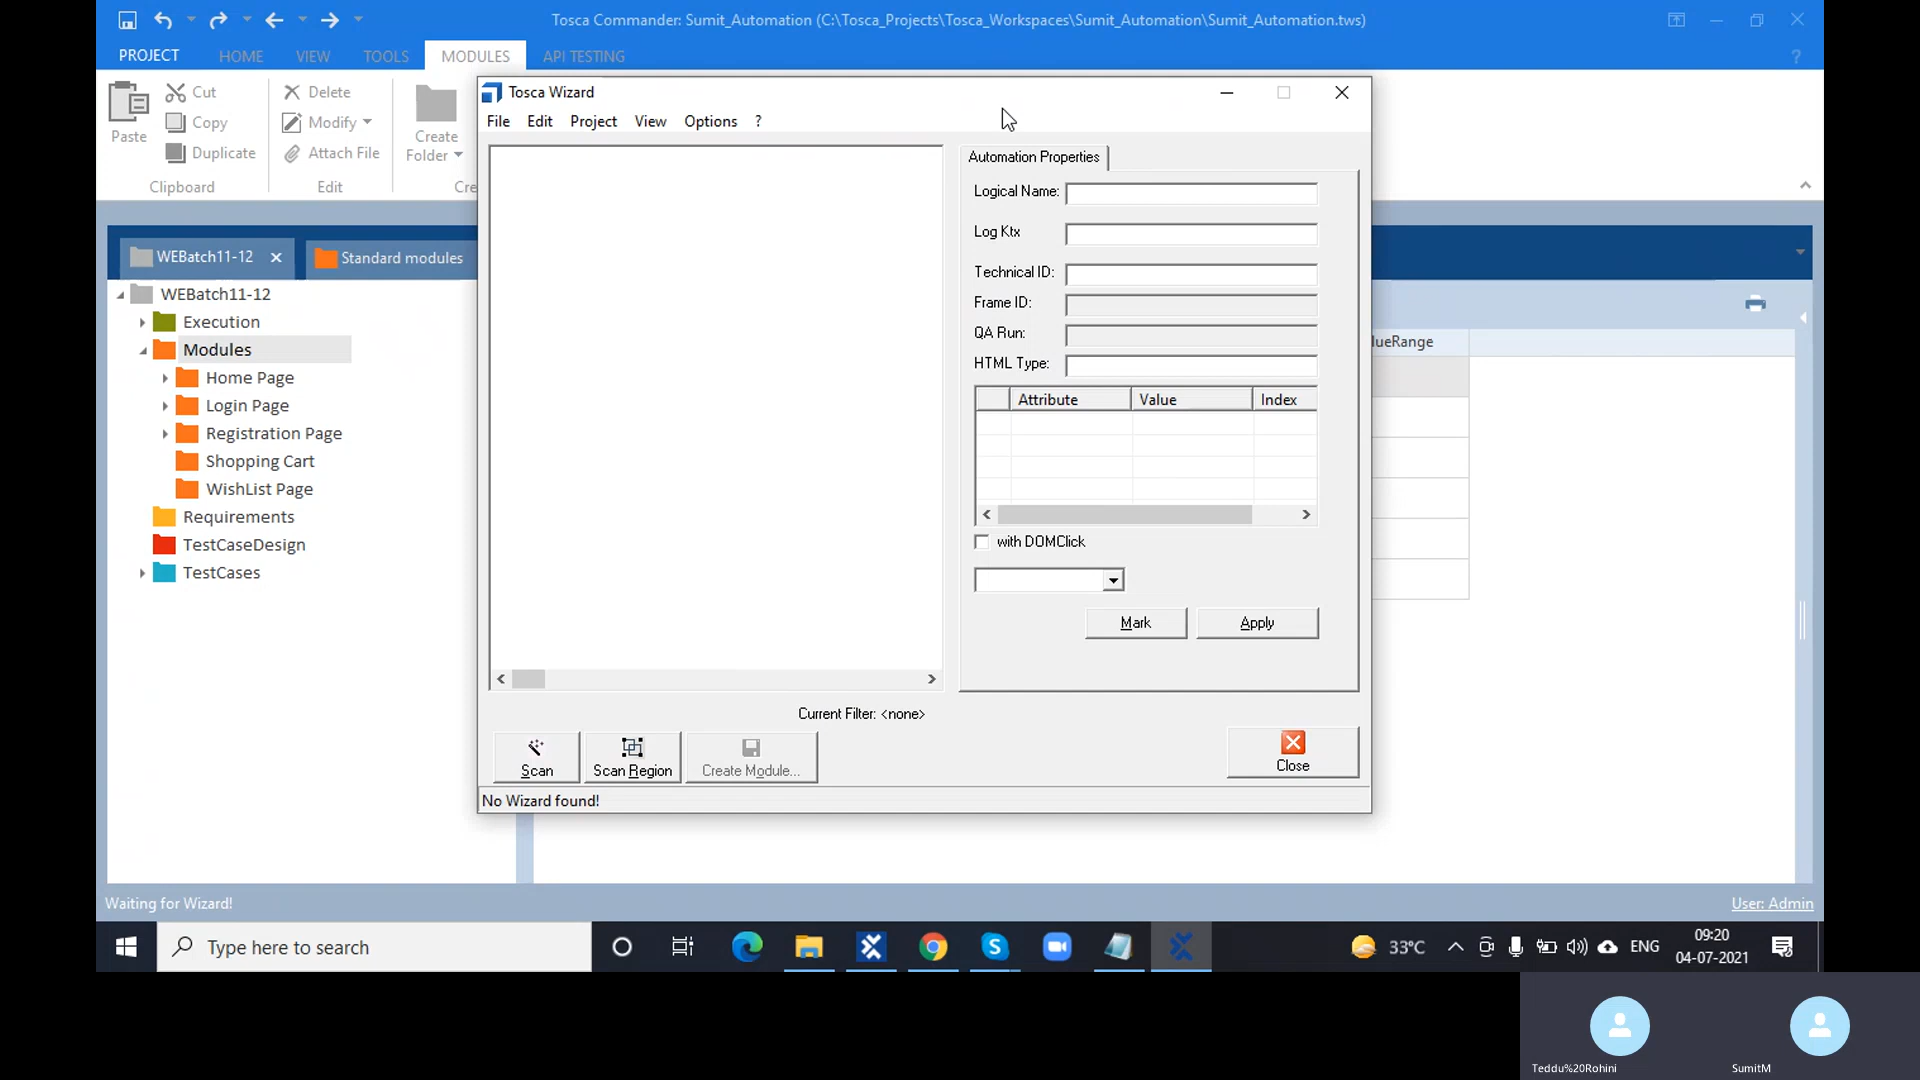 Tosca Commander: Sumit_Automation (C:\Tosca_Projects\Tosca_Workspaces\Sumit_Automation\Sumit_Automation.tws)
PROJECT HOME VIEW TOOLS MODULES API TESTING ?
Paste
Cut
Copy
Duplicate
Clipboard
Delete
Modify
Attach File
Edit
Create
Folder
Cre
WEBatch11-12
Standard modules
WEBatch11-12
Execution
Modules
Home Page
Login Page
Registration Page
Shopping Cart
WishList Page
Requirements
TestCaseDesign
TestCases
Tosca Wizard
File Edit Project View Options ?
Automation Properties
Logical Name:
Log Ktx
Technical ID:
Frame ID:
QA Run:
HTML Type:
Attribute Value Index
with DOMClick
Mark Apply
Current Filter: <none>
Scan
Scan Region
Create Module...
Close
No Wizard found!
lueRange
Waiting for Wizard!
User: Admin
Type here to search
33°C
ENG
09:20
04-07-2021
Teddu%20Rohini
SumitM